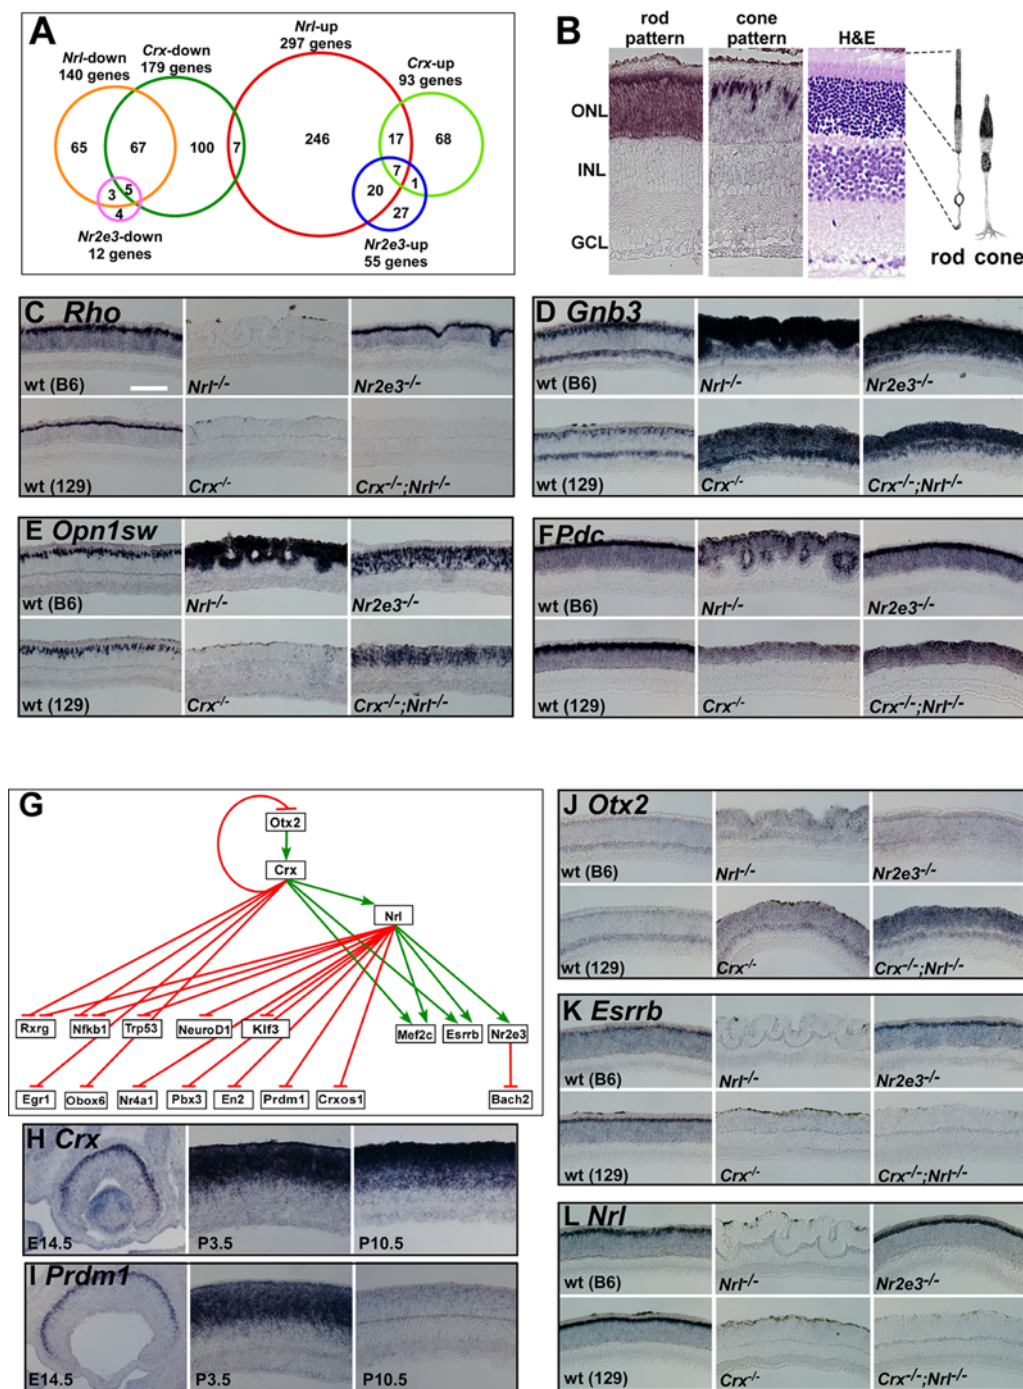 A
Nrl-down
140 genes
Crx-down
179 genes
Nrl-up
297 genes
Crx-up
93 genes
65
67
100
7
246
17
68
7
1
3
5
4
20
27
Nr2e3-down
12 genes
Nr2e3-up
55 genes
B
rod
pattern
cone
pattern
H&E
ONL
INL
GCL
rod cone
C Rho
wt (B6)
Nrl-/-
Nr2e3-/-
wt (129)
Crx-/-
Crx-/-;Nrl-/-
D Gnb3
wt (B6)
Nrl-/-
Nr2e3-/-
wt (129)
Crx-/-
Crx-/-;Nrl-/-
E Opn1sw
wt (B6)
Nrl-/-
Nr2e3-/-
wt (129)
Crx-/-
Crx-/-;Nrl-/-
F Pdc
wt (B6)
Nrl-/-
Nr2e3-/-
wt (129)
Crx-/-
Crx-/-;Nrl-/-
G
Otx2
Crx
Nrl
Rxrg
Nfkb1
Trp53
NeuroD1
Klf3
Mef2c
Esrrb
Nr2e3
Egr1
Obox6
Nr4a1
Pbx3
En2
Prdm1
Crxos1
Bach2
H Crx
E14.5
P3.5
P10.5
I Prdm1
E14.5
P3.5
P10.5
J Otx2
wt (B6)
Nrl-/-
Nr2e3-/-
wt (129)
Crx-/-
Crx-/-;Nrl-/-
K Esrrb
wt (B6)
Nrl-/-
Nr2e3-/-
wt (129)
Crx-/-
Crx-/-;Nrl-/-
L Nrl
wt (B6)
Nrl-/-
Nr2e3-/-
wt (129)
Crx-/-
Crx-/-;Nrl-/-